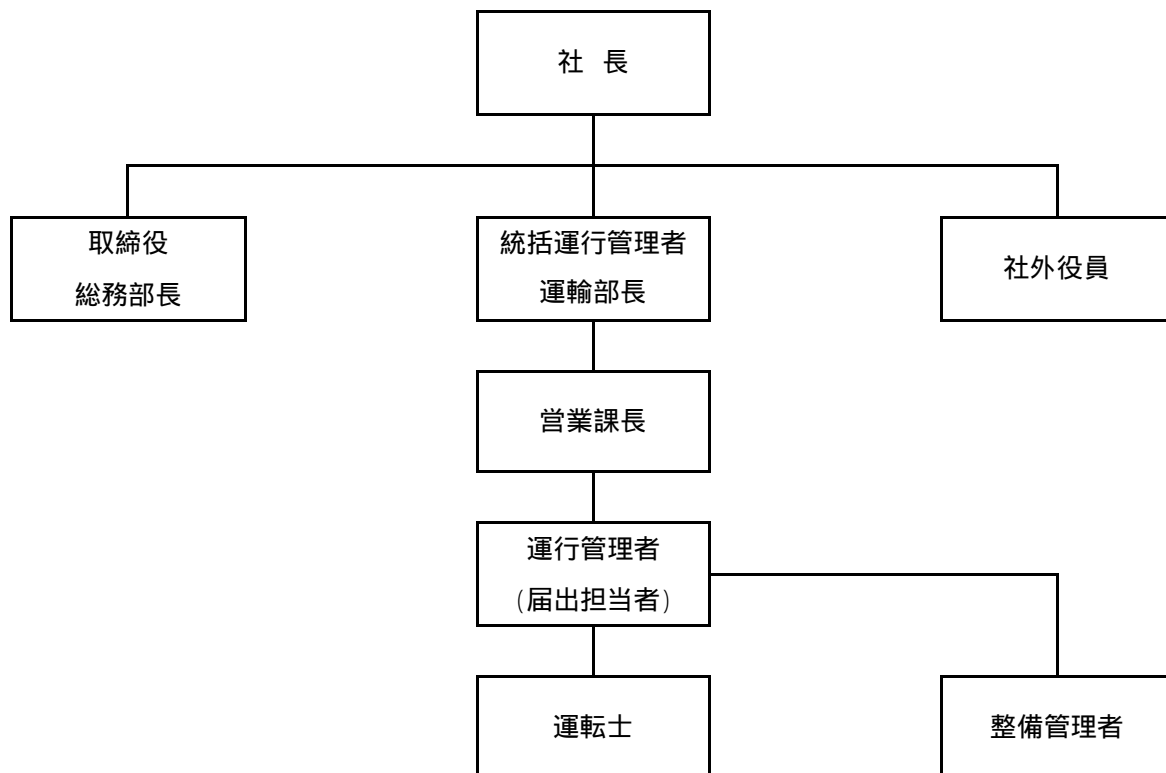 社 長
取締役
総務部長
統括運行管理者
運輸部長
社外役員
営業課長
運行管理者
(届出担当者)
運転士
整備管理者